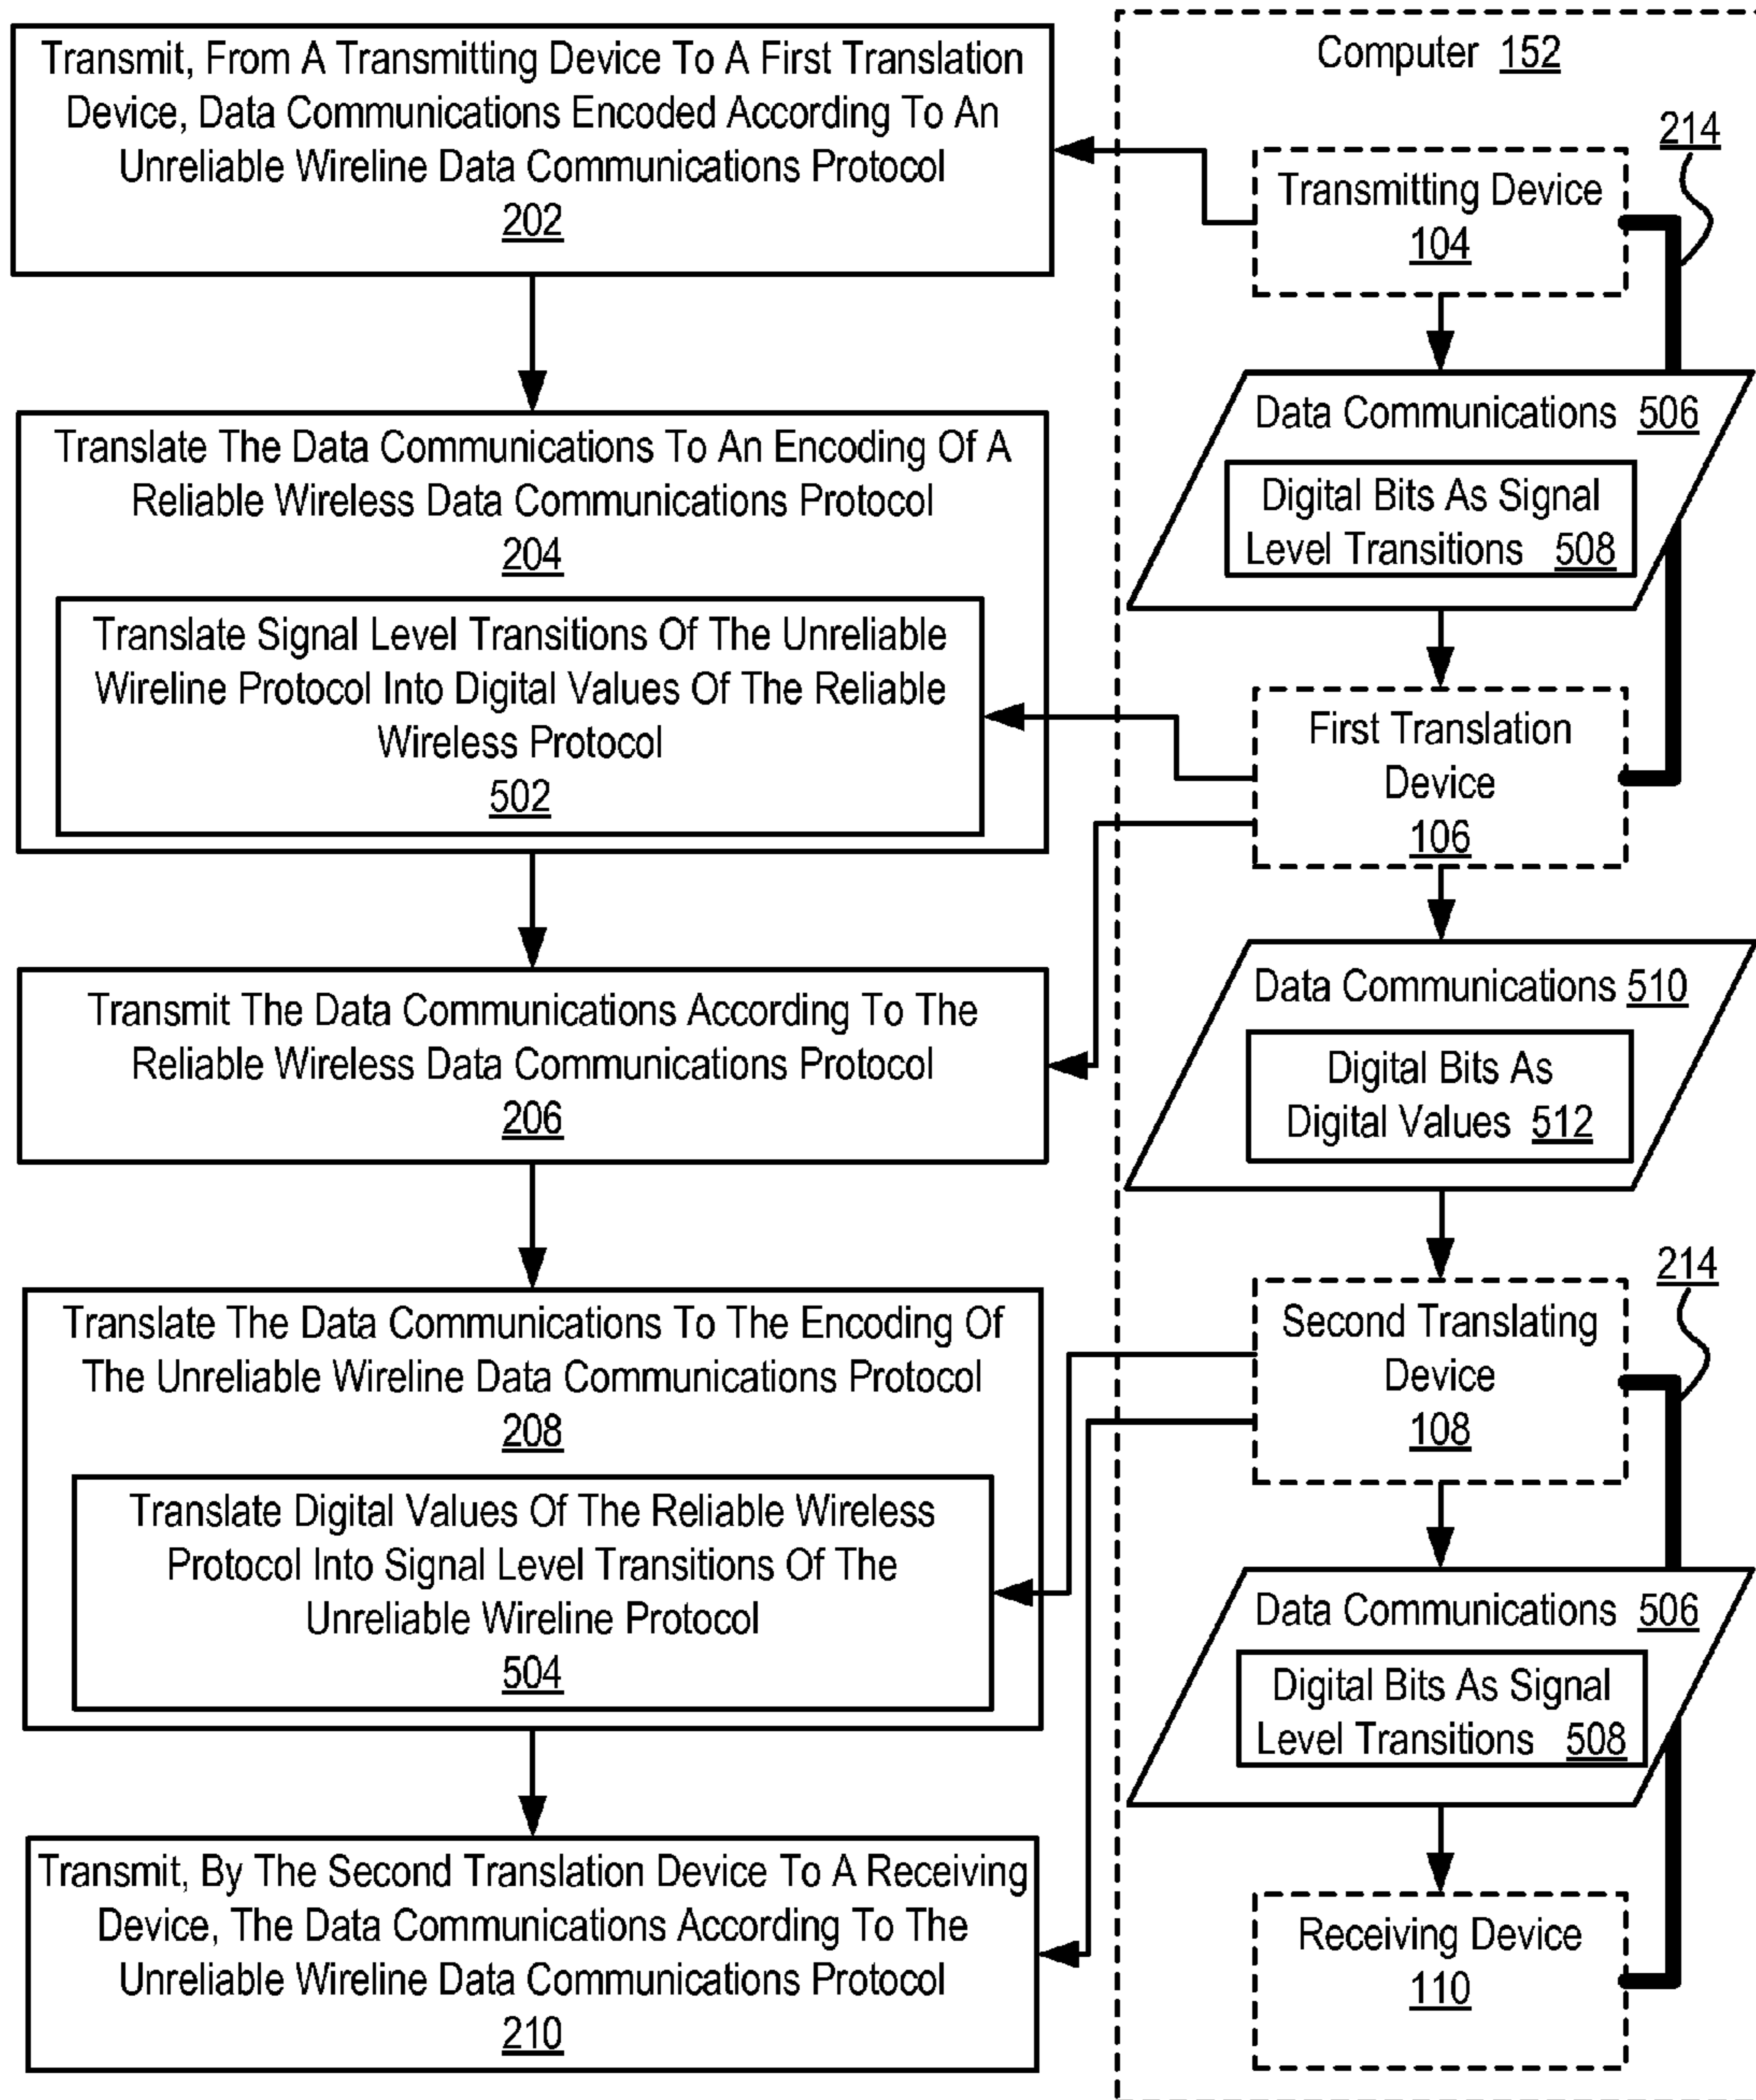 Transmit, From A Transmitting Device To A First Translation
Device, Data Communications Encoded According To An
Unreliable Wireline Data Communications Protocol
202
Translate The Data Communications To An Encoding Of A
Reliable Wireless Data Communications Protocol
204
Translate Signal Level Transitions Of The Unreliable
Wireline Protocol Into Digital Values Of The Reliable
Wireless Protocol
502
Transmit The Data Communications According To The
Reliable Wireless Data Communications Protocol
206
Translate The Data Communications To The Encoding Of
The Unreliable Wireline Data Communications Protocol
208
Translate Digital Values Of The Reliable Wireless
Protocol Into Signal Level Transitions Of The
Unreliable Wireline Protocol
504
Transmit, By The Second Translation Device To A Receiving
Device, The Data Communications According To The
Unreliable Wireline Data Communications Protocol
210
Computer 152
214
Transmitting Device
104
Data Communications 506
Digital Bits As Signal
Level Transitions 508
First Translation
Device
106
Data Communications 510
Digital Bits As
Digital Values 512
214
Second Translating
Device
108
Data Communications 506
Digital Bits As Signal
Level Transitions 508
Receiving Device
110